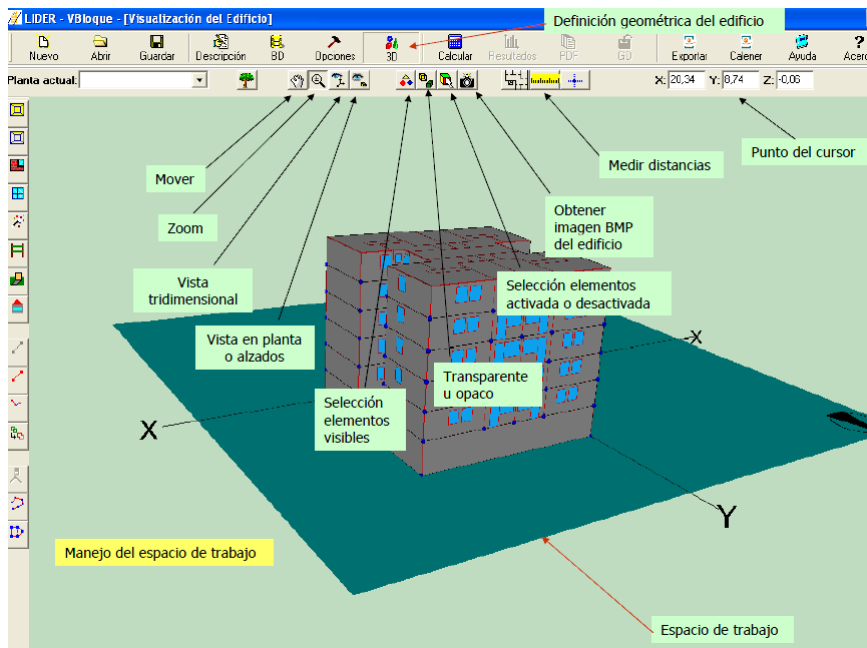 LIDER - VBloque - [Visualización del Edificio]
Definición geométrica del edificio
Nuevo Abrir Guardar Descripción BD Opciones 3D Calcular Resultados PDF GD Exportar Calener Ayuda Acerc
Planta actual: X: 20,34 Y: 8,74 Z: -0,06
Mover
Zoom
Vista
tridimensional
Vista en planta
o alzados
Selección
elementos
visibles
Transparente
u opaco
Selección elementos
activada o desactivada
Obtener
imagen BMP
del edificio
Medir distancias
Punto del cursor
-X
X
Y
Manejo del espacio de trabajo
Espacio de trabajo